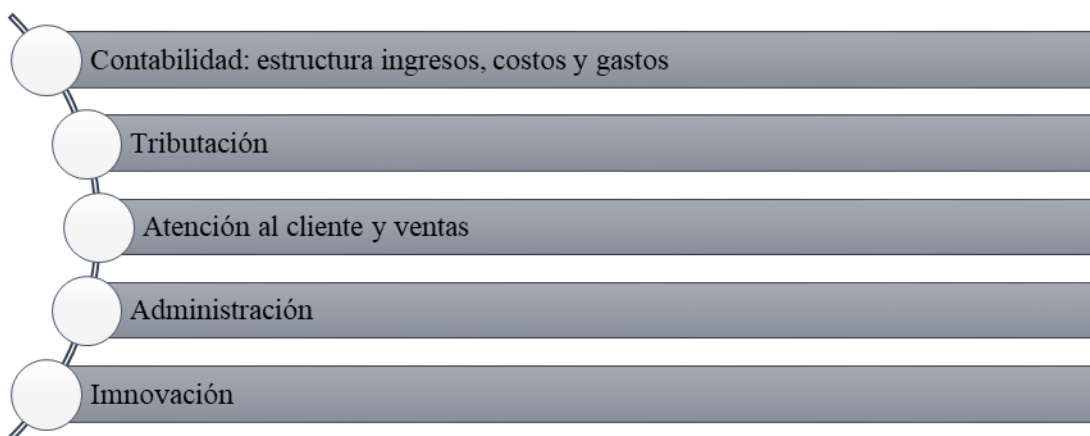 Contabilidad: estructura ingresos, costos y gastos
Tributación
Atención al cliente y ventas
Administración
Imnovación